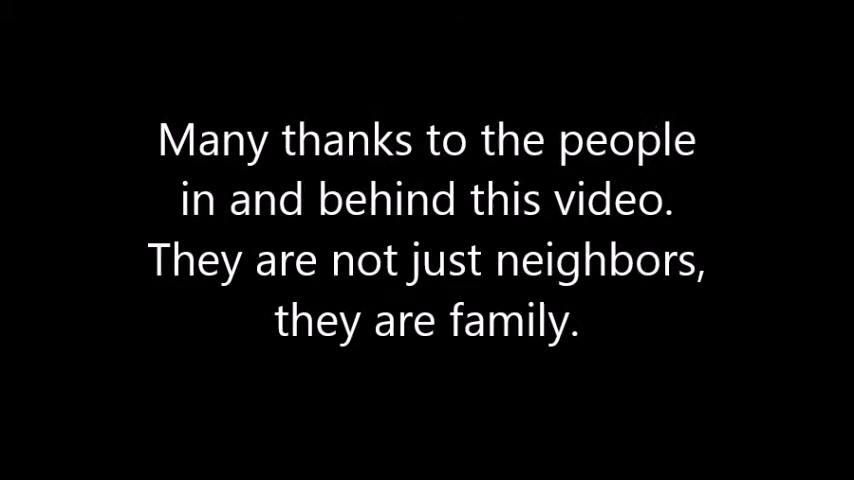 Many thanks to the people
in and behind this video.
They are not just neighbors,
they are family.